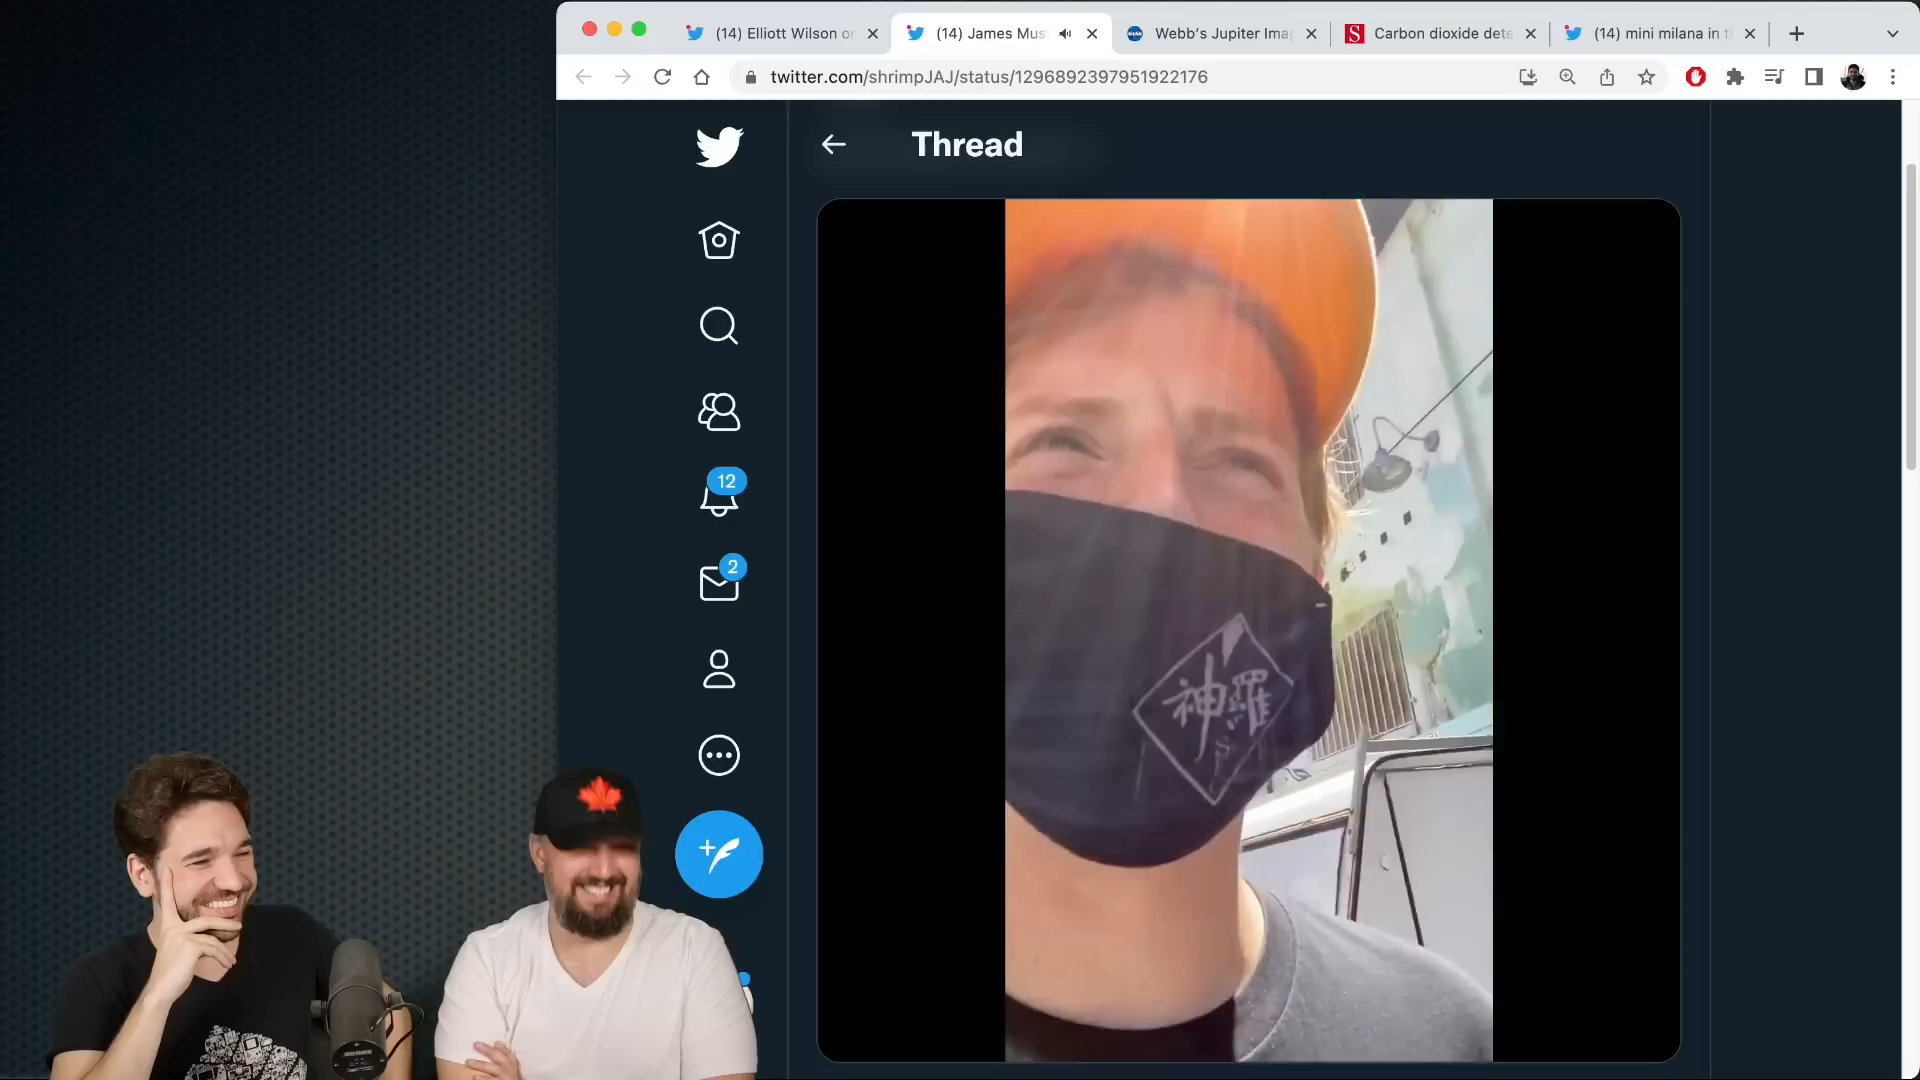 (14) Elliott Wilson or
(14) James Mus
Webb's Jupiter Imag
Carbon dioxide dete
(14) mini milana in t
twitter.com/shrimpJAJ/status/1296892397951922176
Thread
12
2
神羅